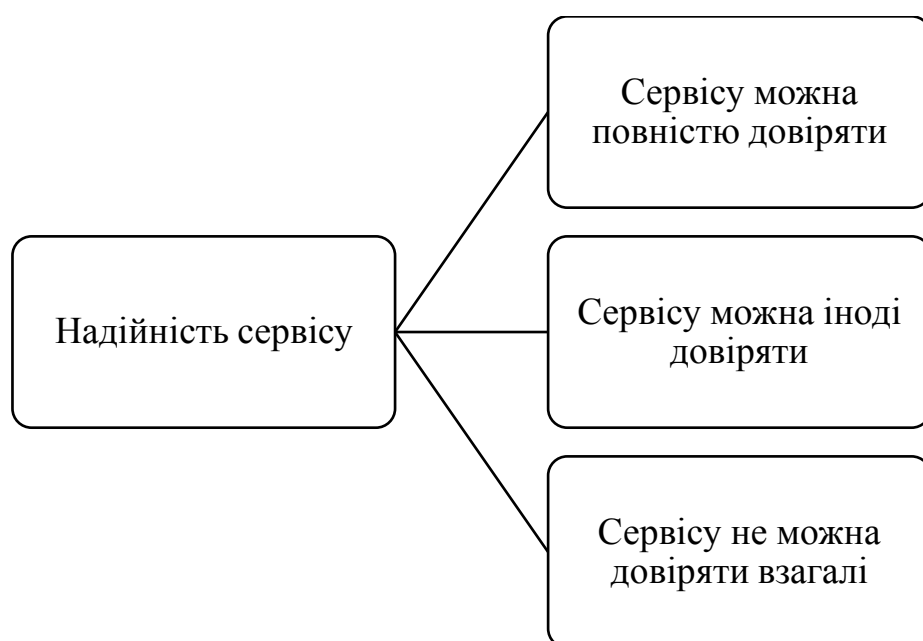 Надійність сервісу
Сервісу можна
повністю довіряти
Сервісу можна іноді
довіряти
Сервісу не можна
довіряти взагалі